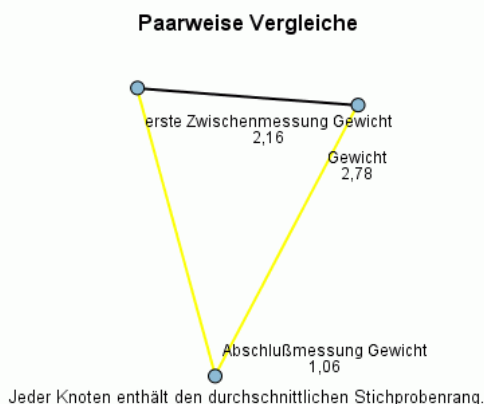 Paarweise Vergleiche
erste Zwischenmessung Gewicht
2,16
Gewicht
2,78
Abschlußmessung Gewicht
1,06
Jeder Knoten enthält den durchschnittlichen Stichprobenrang.